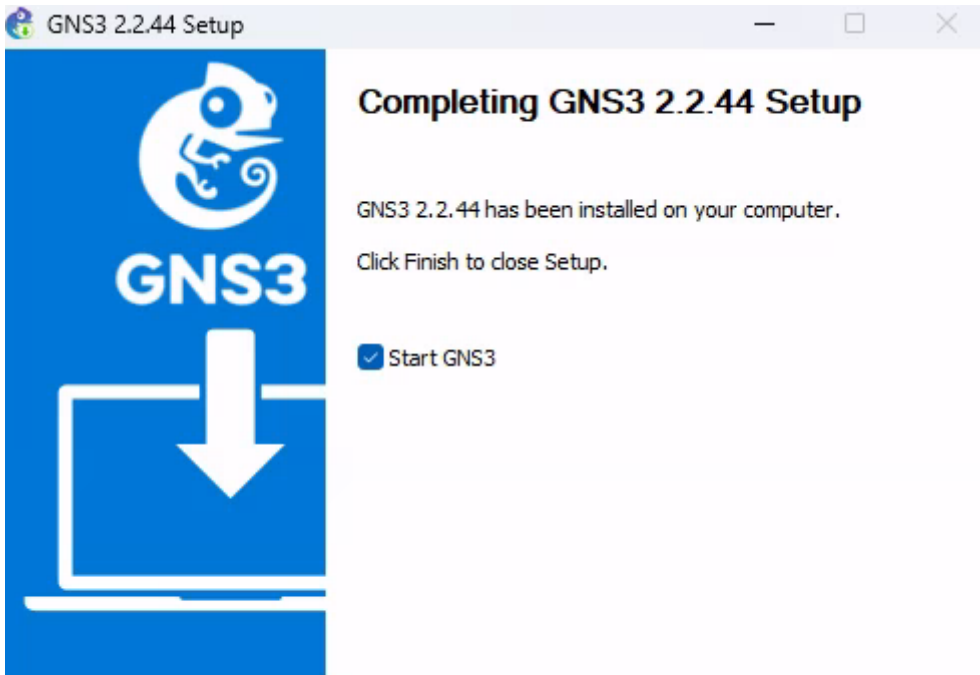 GNS3 2.2.44 Setup
Completing GNS3 2.2.44 Setup
GNS3 2.2.44 has been installed on your computer.
GNS3
Click Finish to close Setup.
Start GNS3